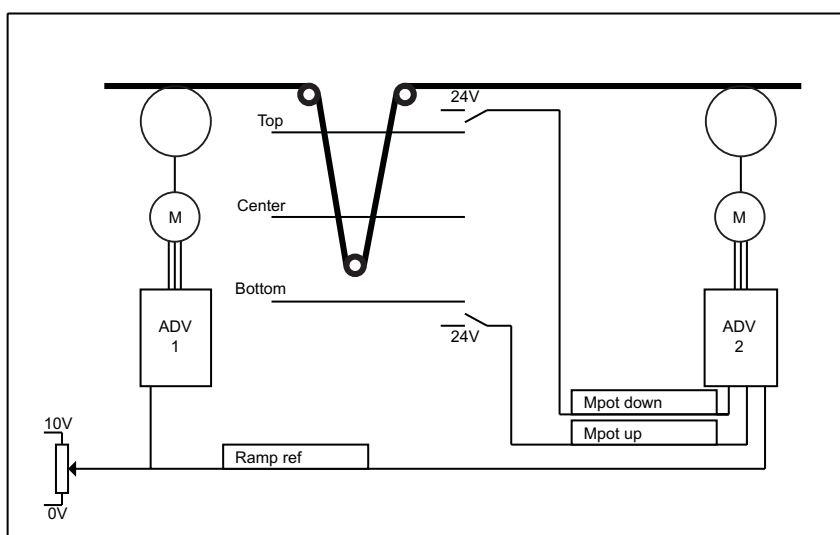 24V
Top
Center
M
M
Bottom
ADV
1
24V
ADV
2
Mpot down
Mpot up
10V
Ramp ref
0V